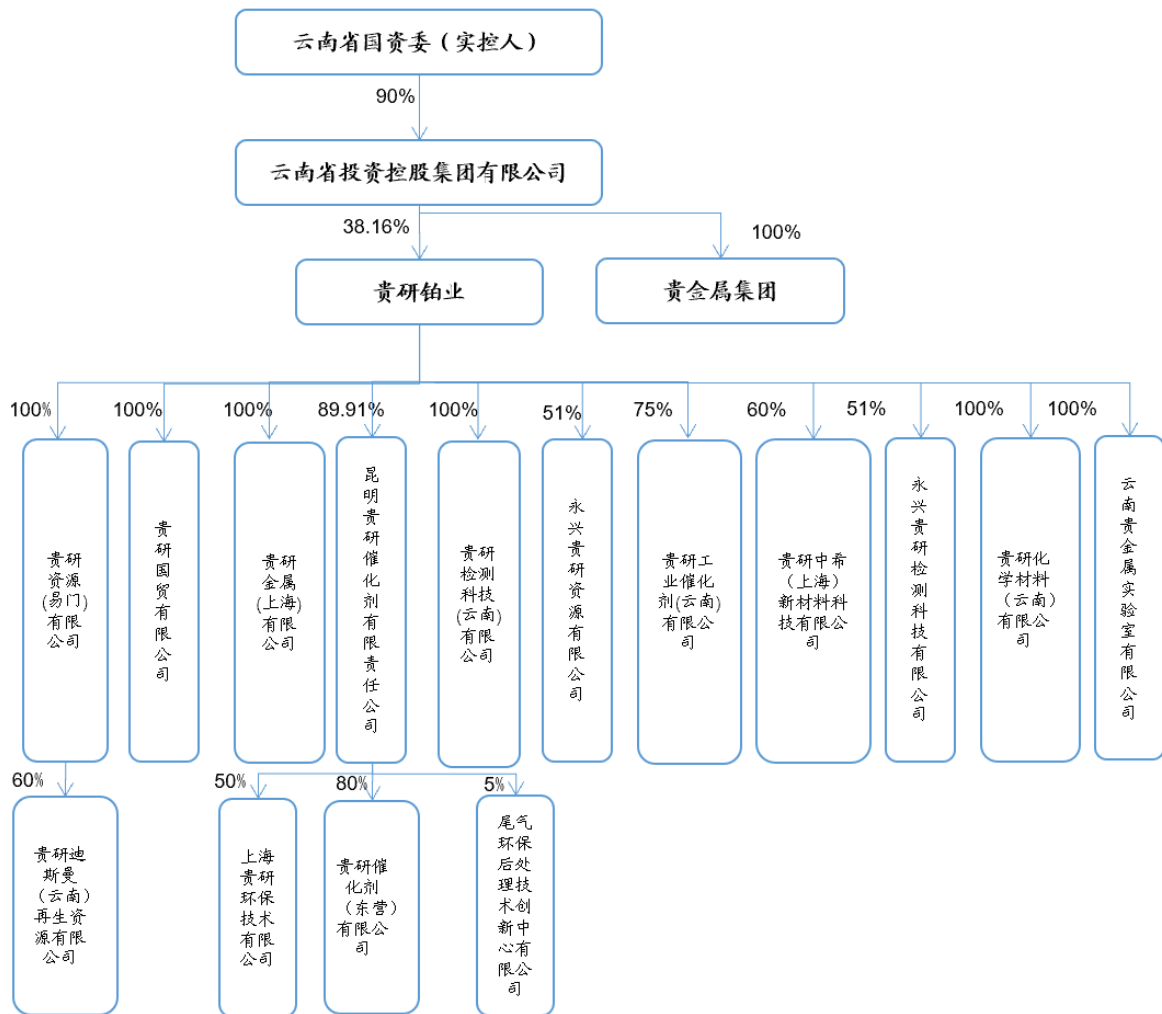 云南省国资委（实控人）
90%
云南省投资控股集团有限公司
38.16%
100%
贵研铂业
贵金属集团
100%
100%
100%
89.91%
100%
51%
75%
60%
51%
100%
100%
贵研
资源
(易门)
有限
公司
贵研国贸有限公司
贵研
金属
(上海)
有限
公司
昆明贵研催化剂有限责任公司
贵研
检测
科技
(云南)
有限
公司
永兴贵研资源有限公司
贵研工
业催化
剂(云南)
有限公司
贵研中希
（上海）
新材料科
技有限公司
永兴贵研检测科技有限公司
贵研化
学材料
（云南）
有限公司
云南贵金属实验室有限公司
60%
50%
80%
5%
贵研迪
斯曼
（云南）
再生资
源有限
公司
上海
贵研
环保
技术
有限
公司
贵研催
化剂
（东营）
有限公
司
尾气
环保
后处
理技
术创
新中
心有
限公
司